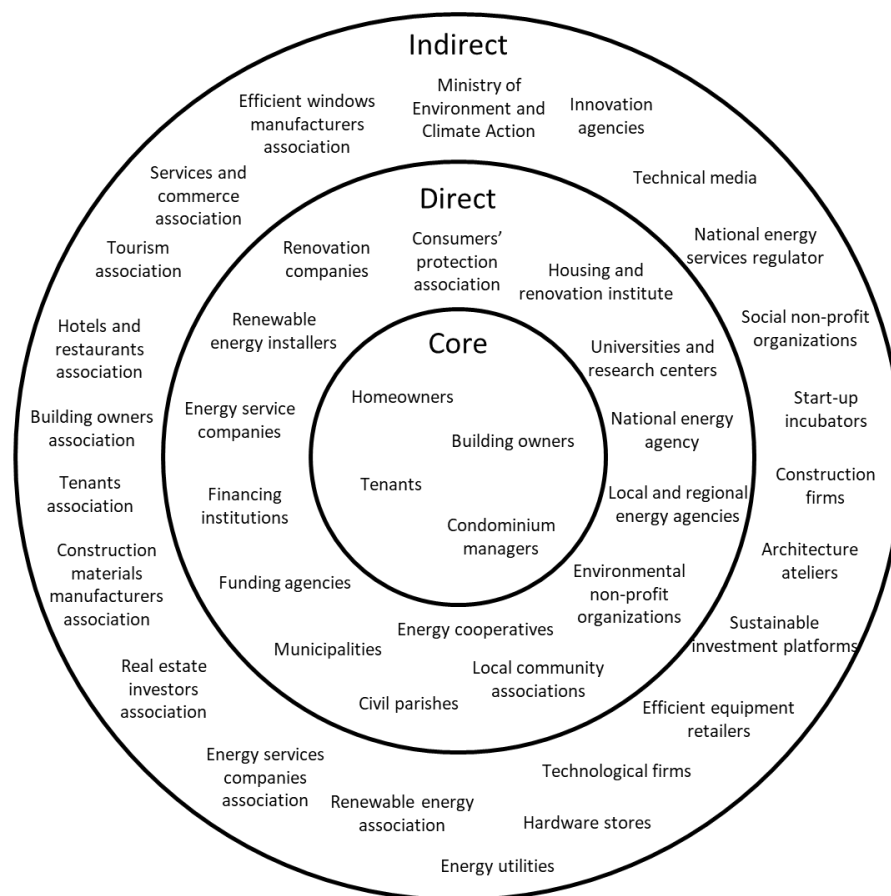 Indirect
Ministry of
Environment and
Climate Action
Efficient windows
manufacturers
association
Innovation
agencies
Services and
commerce
association
Technical media
Tourism
association
National energy
services regulator
Hotels and
restaurants
association
Social non-profit
organizations
Building owners
association
Start-up
incubators
Tenants
association
Construction
firms
Construction
materials
manufacturers
association
Architecture
ateliers
Real estate
investors
association
Sustainable
investment platforms
Energy services
companies
association
Efficient equipment
retailers
Renewable energy
association
Technological firms
Hardware stores
Energy utilities
Direct
Consumers’
protection
association
Renovation
companies
Housing and
renovation institute
Renewable
energy installers
Universities and
research centers
Energy service
companies
National energy
agency
Financing
institutions
Local and regional
energy agencies
Funding agencies
Environmental
non-profit
organizations
Municipalities
Energy cooperatives
Civil parishes
Local community
associations
Core
Homeowners
Building owners
Tenants
Condominium
managers